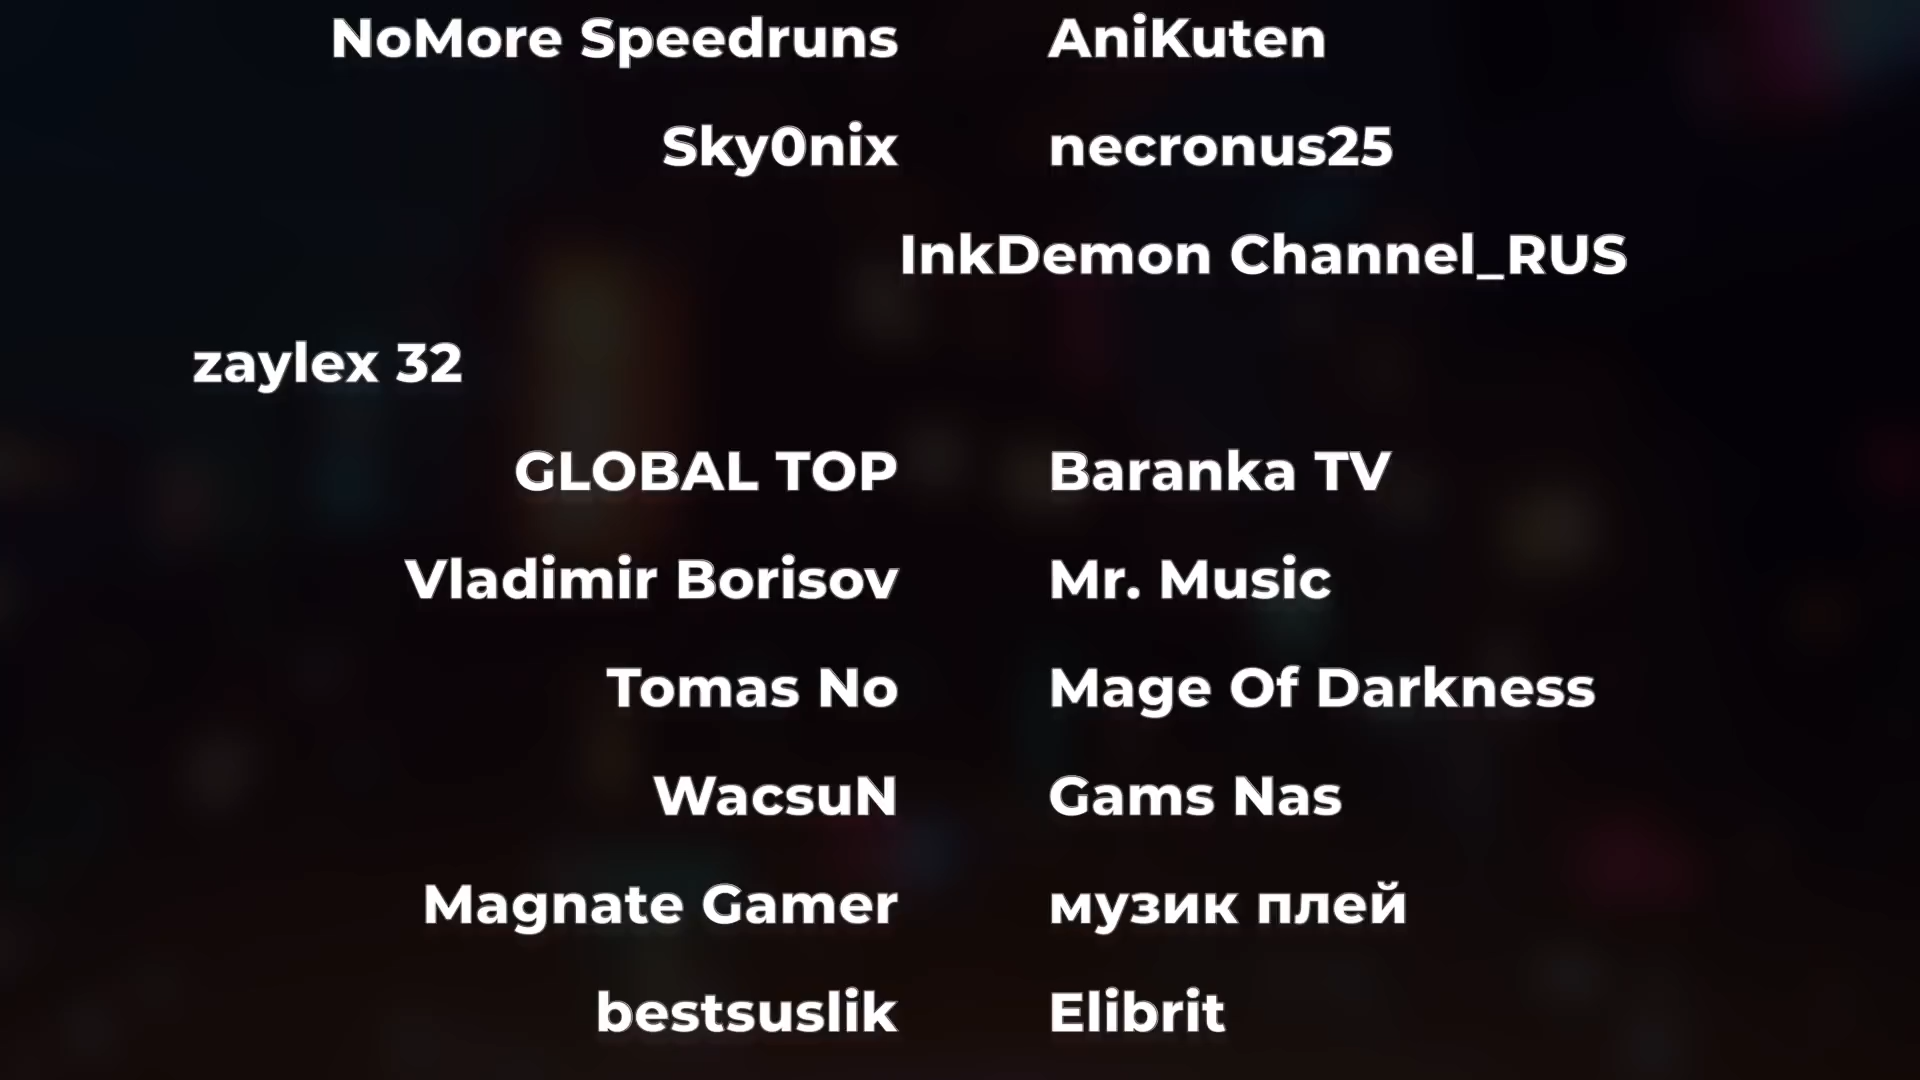 NoMore Speedruns AniKuten
Sky0nix necronus25
InkDemon Channel_RUS
zaylex 32
GLOBAL TOP Baranka TV
Vladimir Borisov Mr. Music
Tomas No Mage Of Darkness
WacsuN Gams Nas
Magnate Gamer музик плей
bestsuslik Elibrit